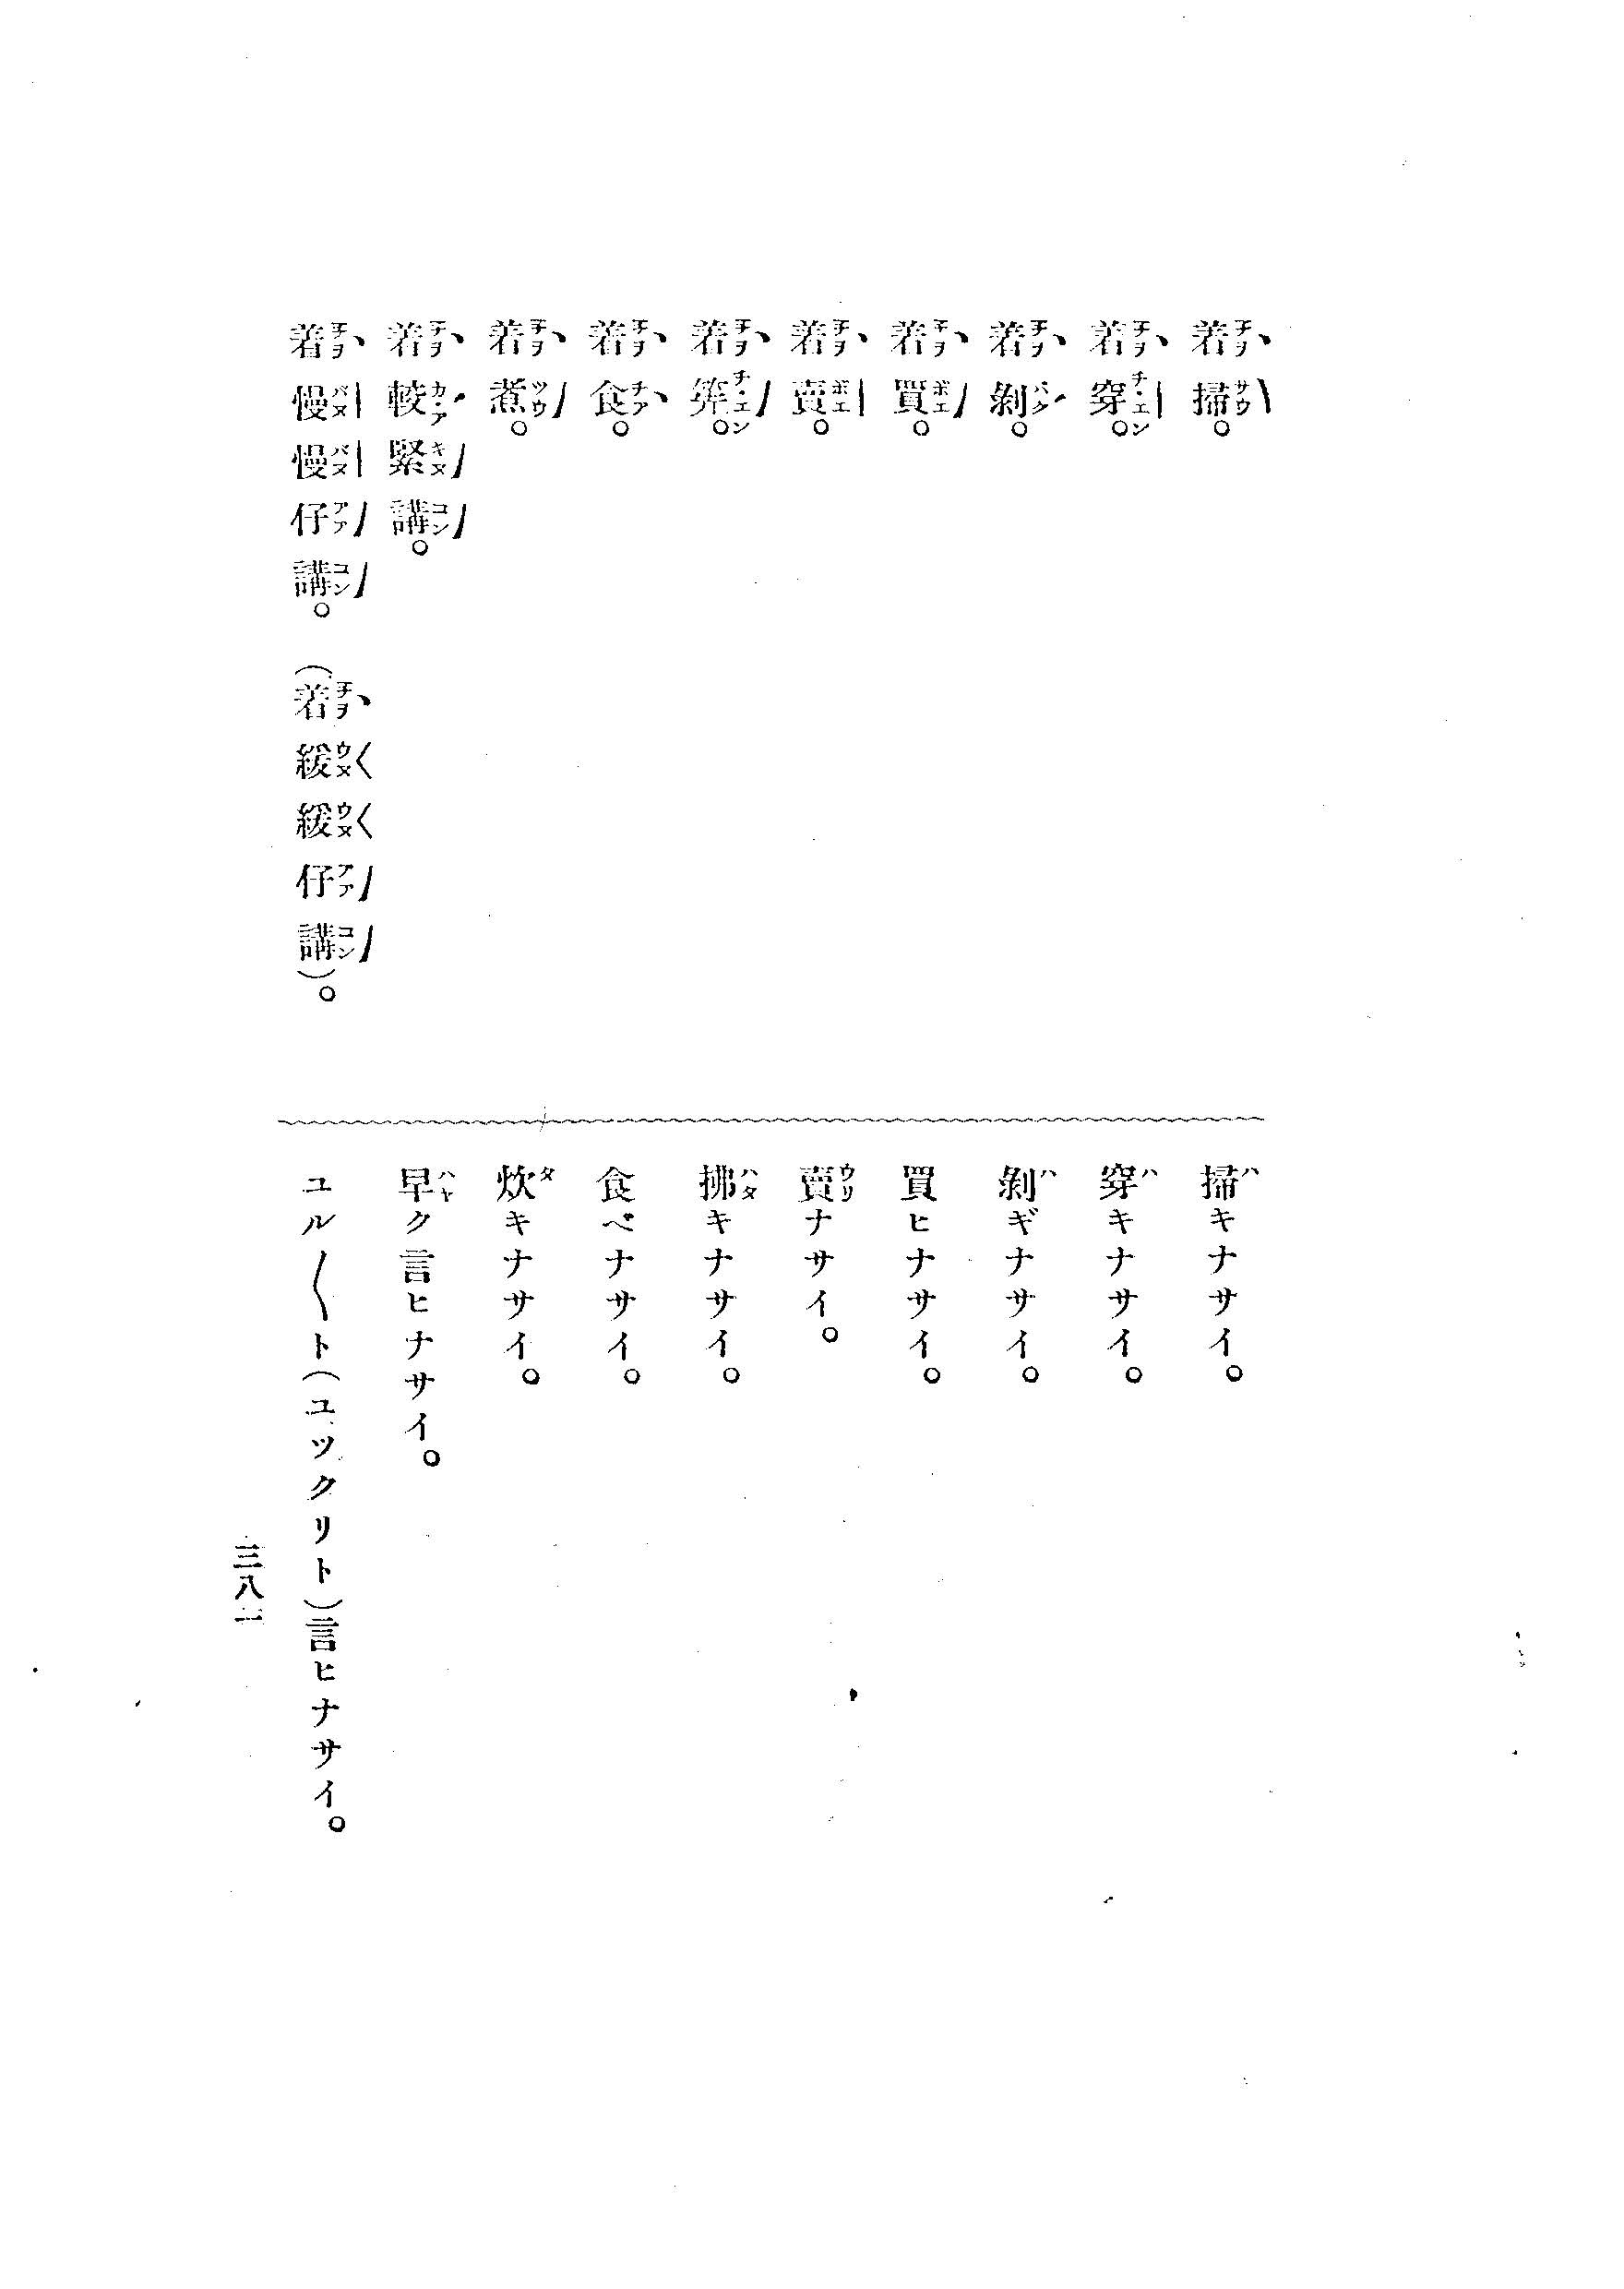 着掃。
着穿。
着剝。
着買。
着賣。
着筅。
着食。
着煮。
着較緊講。
着慢慢仔講。(着緩緩仔講)。
掃キナサイ。
穿キナサイ。
剝ギナサイ。
買ヒナサイ。
賣ナサイ。
拂キナサイ。
食ベナサイ。
炊キナサイ。
早ク言ヒナサイ。
ユル〱ト(ユツクリト)言ヒナサイ。
三八一